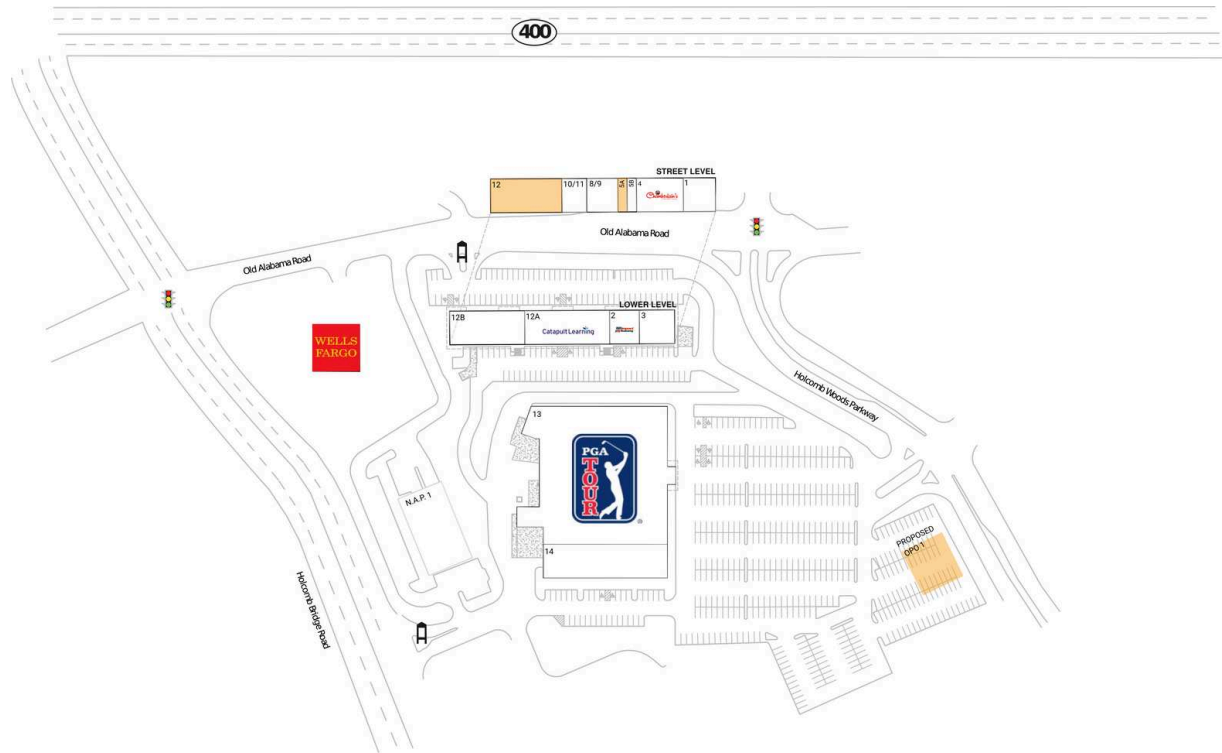 400
STREET LEVEL
12
10/11
8/9
5A
5B
4
1
Old Alabama Road
Old Alabama Road
LOWER LEVEL
12B
12A
Catapult Learning
2
3
WELLS
FARGO
Holcomb Woods Parkway
13
PGA
TOUR
®
N.A.P. 1
14
PROPOSED
OPO 1
Holcomb Bridge Road